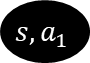 s, a₁